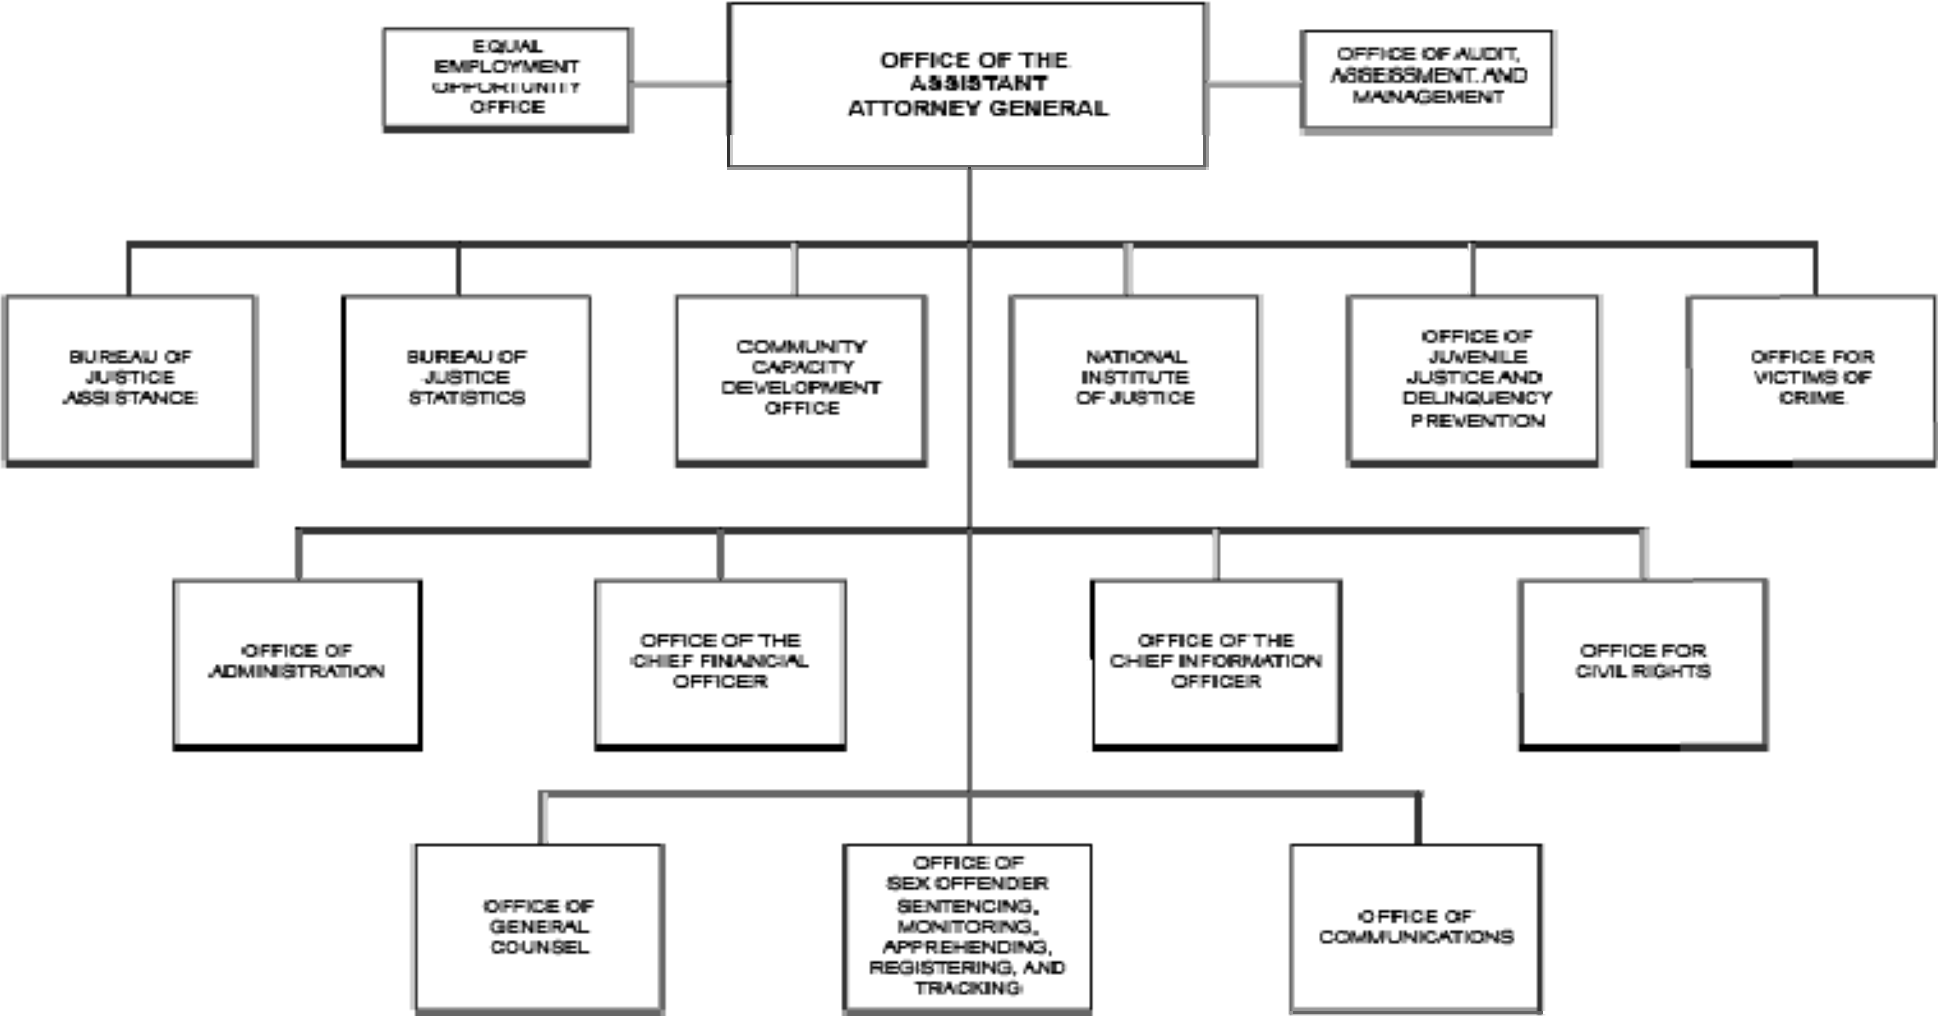 EQUAL
EMPLOYMENT
OPPORTUNITY
OFFICE
OFFICE OF THE
ASSISTANT
ATTORNEY GENERAL
OFFICE OF AUDIT,
ASSESSMENT, AND
MANAGEMENT
BUREAU OF
JUSTICE
ASSISTANCE
BUREAU OF
JUSTICE
STATISTICS
COMMUNITY
CAPACITY
DEVELOPMENT
OFFICE
NATIONAL
INSTITUTE
OF JUSTICE
OFFICE OF
JUVENILE
JUSTICE AND
DELINQUENCY
PREVENTION
OFFICE FOR
VICTIMS OF
CRIME
OFFICE OF
ADMINISTRATION
OFFICE OF THE
CHIEF FINANCIAL
OFFICER
OFFICE OF THE
CHIEF INFORMATION
OFFICER
OFFICE FOR
CIVIL RIGHTS
OFFICE OF
GENERAL
COUNSEL
OFFICE OF
SEX OFFENDER
SENTENCING,
MONITORING,
APPREHENDING,
REGISTERING, AND
TRACKING
OFFICE OF
COMMUNICATIONS